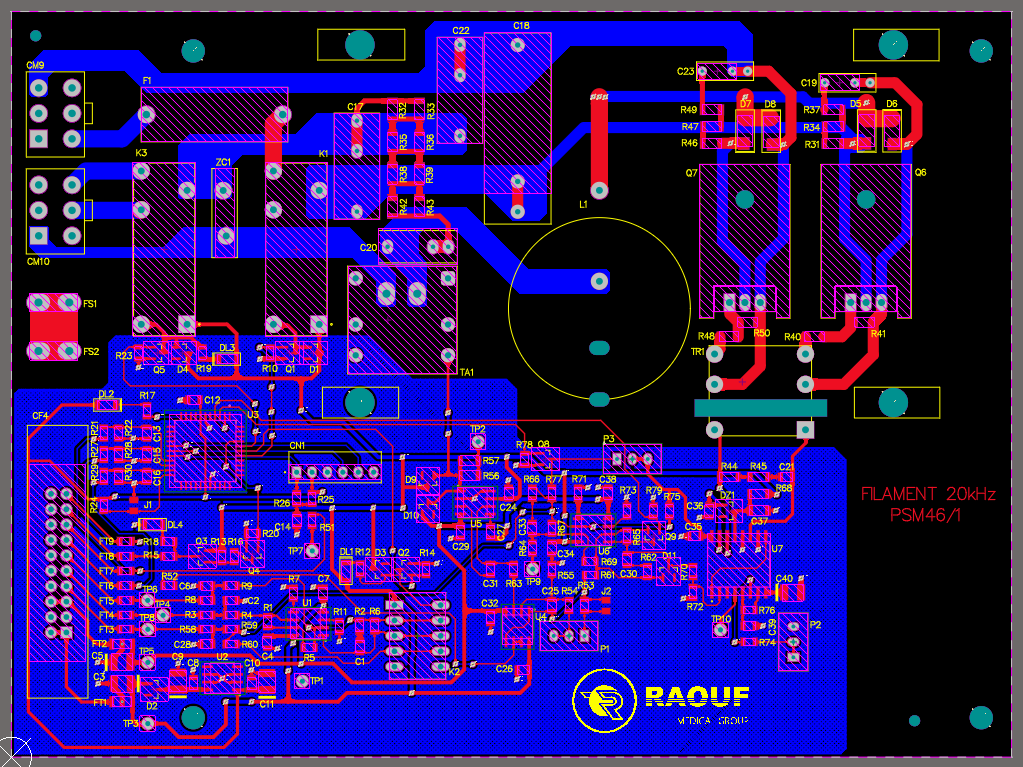 C22
C18
CM9
C23
C19
F1
D7
D8
D5
D6
C17
R32
R33
R49
R37
R47
R34
R35
R36
R46
R31
K3
ZC1
K1
Q7
Q6
R38
R39
CM10
L1
R42
R43
C20
FS1
R48
R50
R40
R41
FS2
R23
Q5
D4
R19
DL3
R10
Q1
D1
TA1
TR1
DL2
R17
C12
U3
CF4
R21
R22
C13
CN1
TP2
R78
Q8
P3
R27
R28
C15
R57
R29
R30
C16
D9
R56
R44
R45
C21
R24
J1
R26
R25
C24
R66
R77
R71
C38
R73
R79
R75
C36
DZ1
R68
D10
C14
R51
U5
C27
C33
R67
C37
DL4
R20
C29
R64
U6
R65
Q9
C35
FT9
R18
TP7
FT8
R15
Q3
R13
R16
DL1
R12
D3
Q2
R14
C34
R69
R62
D11
U7
FT7
Q4
C31
R63
TP9
R55
R61
C30
R70
FT6
R52
C6
R9
R7
C7
C25
R54
R53
J2
R72
C40
FT5
TP6
R8
C2
U1
C32
R76
FT4
TP4
R3
R4
R1
R11
R2
R6
U4
TP10
P2
FT3
TP8
R58
R59
R74
FT2
C28
R60
C4
R5
C1
P1
C5
TP5
C9
C8
U2
C10
K2
C26
C3
TP1
FT1
D2
C11
TP3
FILAMENT 20kHz
PSM46/1
RAOUF
MEDICAL GROUP